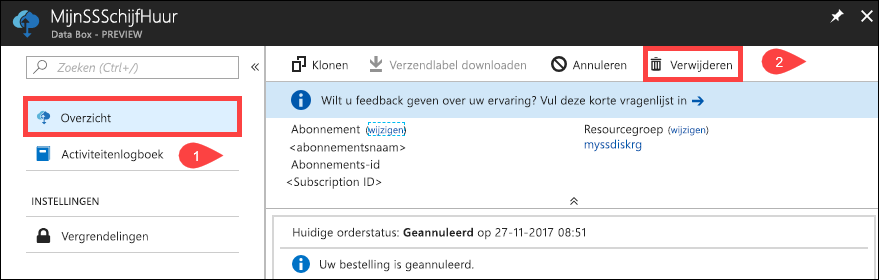 MijnSSSchijfHuur
Data Box - PREVIEW
Zoeken (Ctrl+/)
Overzicht
Activiteitenlogboek
1
INSTELLINGEN
Vergrendelingen
Klonen
Verzendlabel downloaden
Annuleren
Verwijderen
2
Wilt u feedback geven over uw ervaring? Vul deze korte vragenlijst in →
Abonnement (wijzigen)
<abonnementsnaam>
Abonnements-id
<Subscription ID>
Resourcegroep (wijzigen)
myssdiskrg
Huidige orderstatus: Geannuleerd op 27-11-2017 08:51
Uw bestelling is geannuleerd.